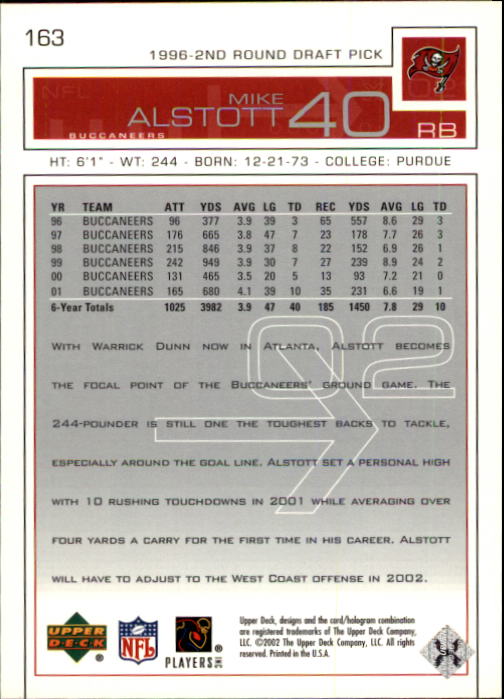 163
1996-2ND ROUND DRAFT PICK
MIKE
ALSTOTT 40
BUCCANEERS RB
HT: 6'1" - WT: 244 - BORN: 12-21-73 - COLLEGE: PURDUE
YR TEAM ATT YDS AVG LG TD REC YDS AVG LG TD
96 BUCCANEERS 96 377 3.9 39 3 65 557 8.6 29 3
97 BUCCANEERS 176 665 3.8 47 7 23 178 7.7 26 3
98 BUCCANEERS 215 846 3.9 37 8 22 152 6.9 26 1
99 BUCCANEERS 242 949 3.9 30 7 27 239 8.9 24 2
00 BUCCANEERS 131 465 3.5 20 5 13 93 7.2 21 0
01 BUCCANEERS 165 680 4.1 39 10 35 231 6.6 19 1
6-Year Totals 1025 3982 3.9 47 40 185 1450 7.8 29 10
02
WITH WARRICK DUNN NOW IN ATLANTA, ALSTOTT BECOMES
THE FOCAL POINT OF THE BUCCANEERS' GROUND GAME. THE
244-POUNDER IS STILL ONE THE TOUGHEST BACKS TO TACKLE,
ESPECIALLY AROUND THE GOAL LINE. ALSTOTT SET A PERSONAL HIGH
WITH 10 RUSHING TOUCHDOWNS IN 2001 WHILE AVERAGING OVER
FOUR YARDS A CARRY FOR THE FIRST TIME IN HIS CAREER. ALSTOTT
WILL HAVE TO ADJUST TO THE WEST COAST OFFENSE IN 2002.
UPPER
DECK ®
NFL ®
PLAYERS INC ®
Upper Deck, designs and the card/hologram combination
are registered trademarks of The Upper Deck Company,
LLC. ©2002 The Upper Deck Company, LLC. All rights
reserved. Printed in the U.S.A.